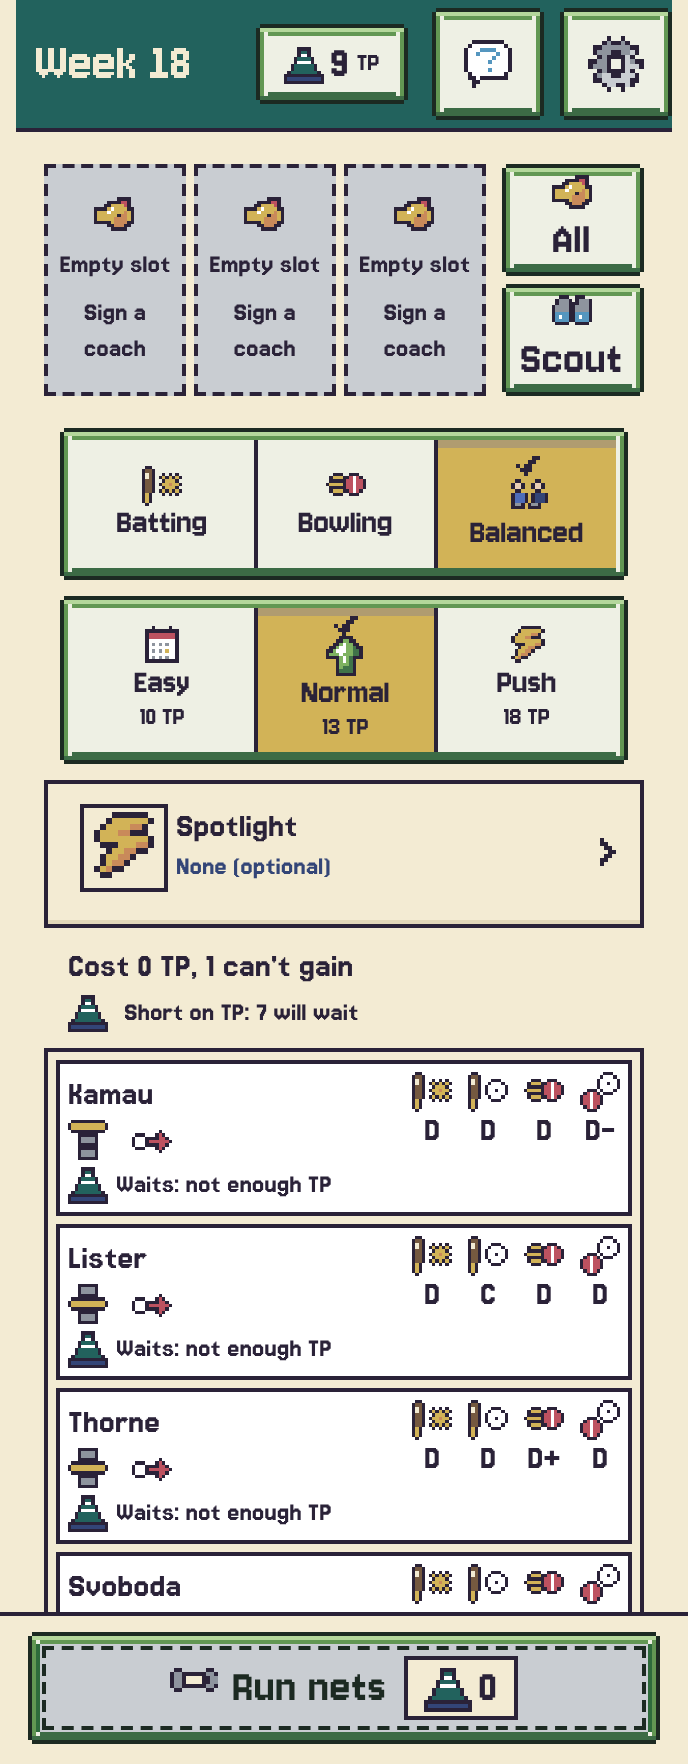 Week 18
9 TP
?
Empty slot
Sign a
coach
Empty slot
Sign a
coach
Empty slot
Sign a
coach
All
Scout
Batting
Bowling
Balanced
Easy
10 TP
Normal
13 TP
Push
18 TP
Spotlight
None (optional)
Cost 0 TP, 1 can't gain
Short on TP: 7 will wait
Kamau
D D D D-
Waits: not enough TP
Lister
D C D D
Waits: not enough TP
Thorne
D D D+ D
Waits: not enough TP
Svoboda
Run nets 0